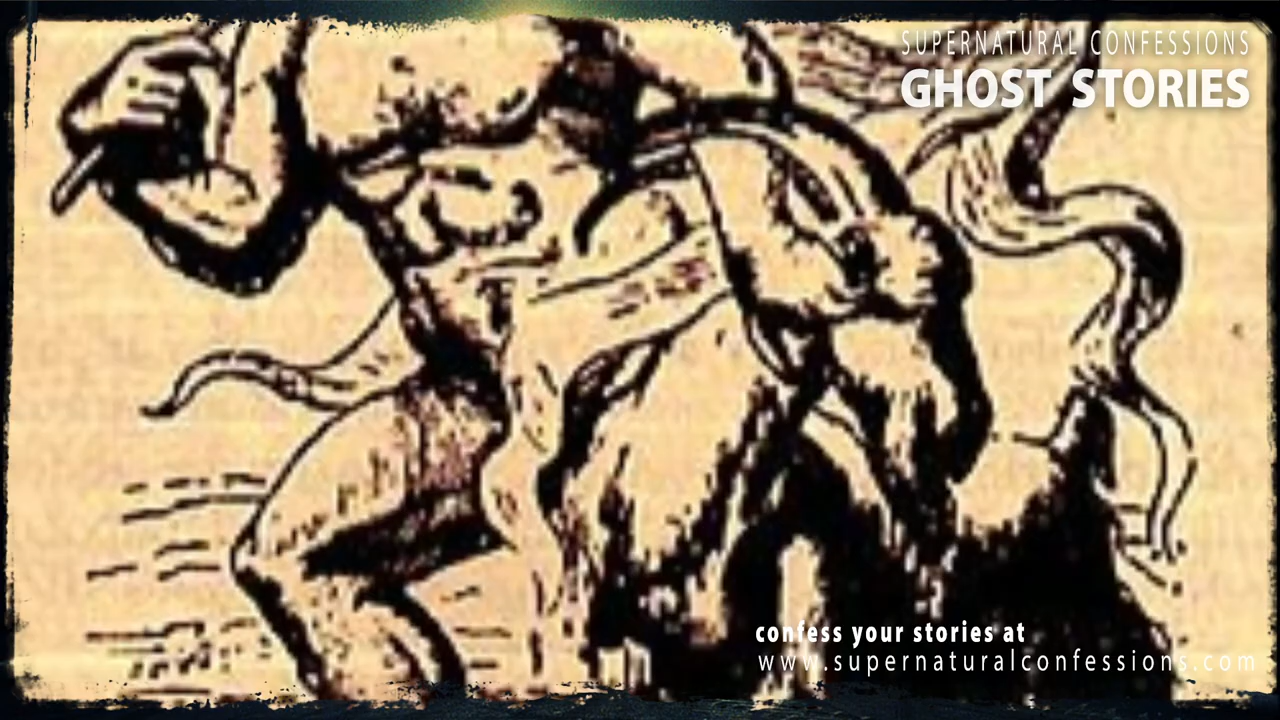 SUPERNATURAL CONFESSIONS
GHOST STORIES
confess your stories at
www.supernaturalconfessions.com